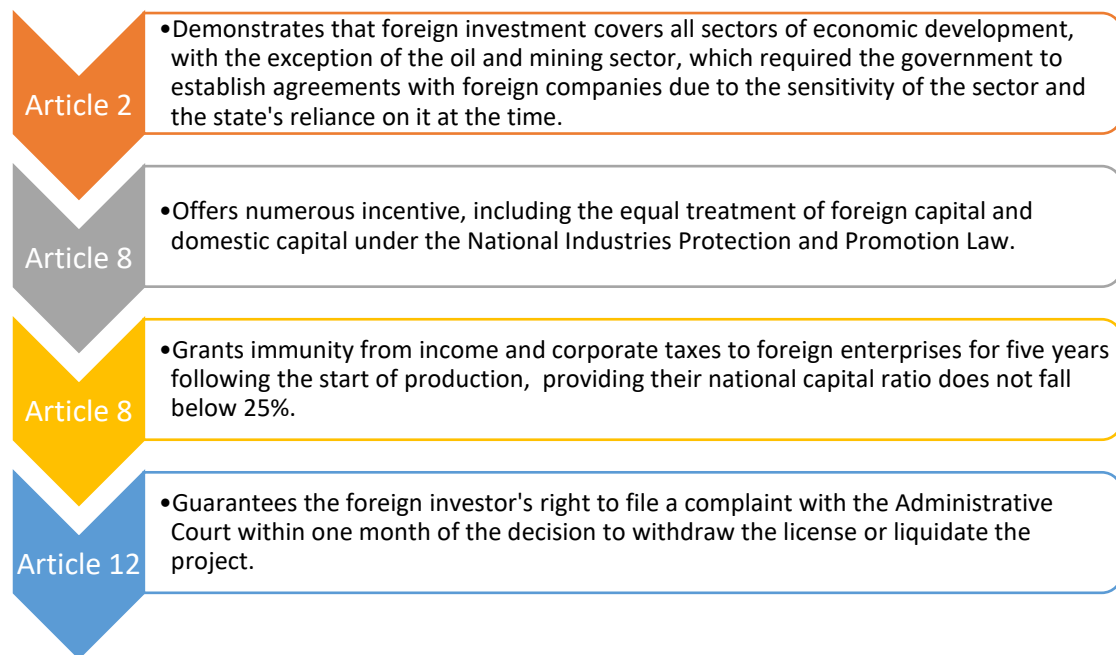 Article 2
•Demonstrates that foreign investment covers all sectors of economic development,
with the exception of the oil and mining sector, which required the government to
establish agreements with foreign companies due to the sensitivity of the sector and
the state's reliance on it at the time.
Article 8
•Offers numerous incentive, including the equal treatment of foreign capital and
domestic capital under the National Industries Protection and Promotion Law.
Article 8
•Grants immunity from income and corporate taxes to foreign enterprises for five years
following the start of production,  providing their national capital ratio does not fall
below 25%.
Article 12
•Guarantees the foreign investor's right to file a complaint with the Administrative
Court within one month of the decision to withdraw the license or liquidate the
project.